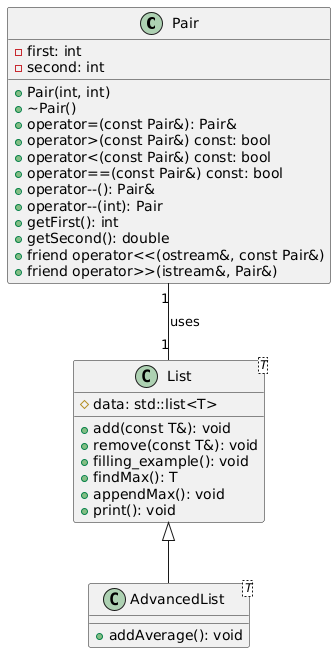 C Pair
first: int
second: int
Pair(int, int)
~Pair()
operator=(const Pair&): Pair&
operator>(const Pair&) const: bool
operator<(const Pair&) const: bool
operator==(const Pair&) const: bool
operator--(): Pair&
operator--(int): Pair
getFirst(): int
getSecond(): double
friend operator<<(ostream&, const Pair&)
friend operator>>(istream&, Pair&)
1
uses
1
C List T
data: std::list<T>
add(const T&): void
remove(const T&): void
filling_example(): void
findMax(): T
appendMax(): void
print(): void
C AdvancedList T
addAverage(): void